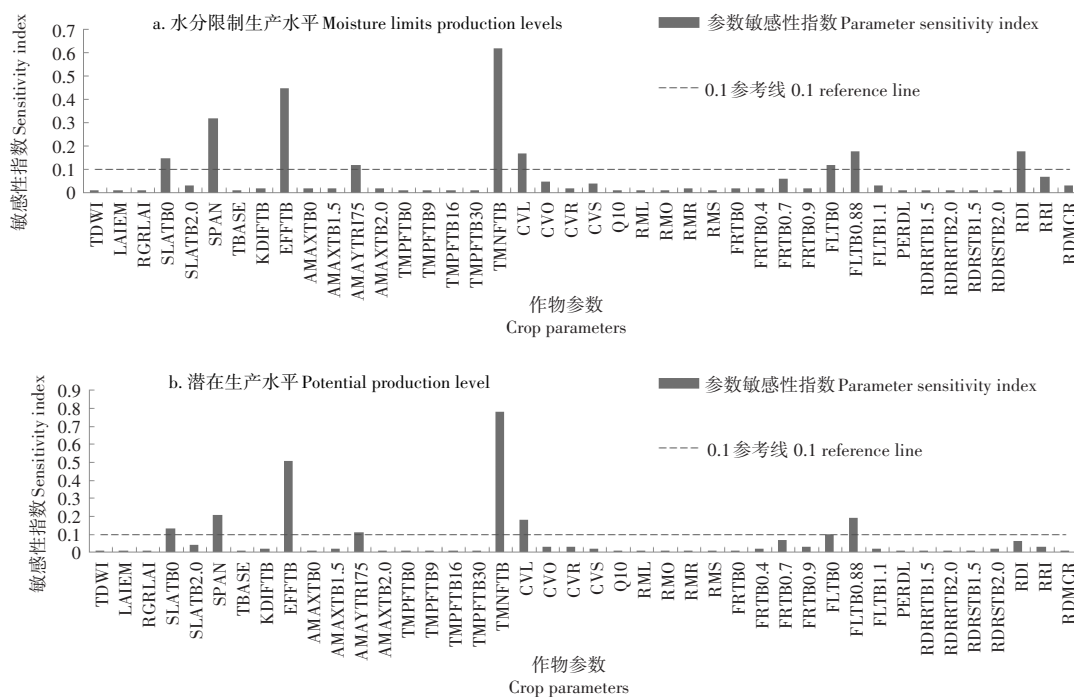 a. 水分限制生产水平 Moisture limits production levels
参数敏感性指数 Parameter sensitivity index
0.1 参考线 0.1 reference line
敏感性指数 Sensitivity index
0.7
0.6
0.5
0.4
0.3
0.2
0.1
0
TDWI
LAIEM
RGRLAI
SLATB0
SLATB2.0
SPAN
TBASE
KDIFTB
EFFTB
AMAXTB0
AMAXTB1.5
AMAYTRI75
AMAXTB2.0
TMPFTB0
TMPFTB9
TMPFTB16
TMPFTB30
TMNFTB
CVL
CVO
CVR
CVS
Q10
RML
RMO
RMR
RMS
FRTB0
FRTB0.4
FRTB0.7
FRTB0.9
FLTB0
FLTB0.88
FLTB1.1
PERDL
RDRRTB1.5
RDRRTB2.0
RDRSTB1.5
RDRSTB2.0
RDI
RRI
RDMCR
作物参数
Crop parameters
b. 潜在生产水平 Potential production level
参数敏感性指数 Parameter sensitivity index
0.1 参考线 0.1 reference line
敏感性指数 Sensitivity index
0.9
0.8
0.7
0.6
0.5
0.4
0.3
0.2
0.1
0
TDWI
LAIEM
RGRLAI
SLATB0
SLATB2.0
SPAN
TBASE
KDIFTB
EFFTB
AMAXTB0
AMAXTB1.5
AMAYTRI75
AMAXTB2.0
TMPFTB0
TMPFTB9
TMPFTB16
TMPFTB30
TMNFTB
CVL
CVO
CVR
CVS
Q10
RML
RMO
RMR
RMS
FRTB0
FRTB0.4
FRTB0.7
FRTB0.9
FLTB0
FLTB0.88
FLTB1.1
PERDL
RDRRTB1.5
RDRRTB2.0
RDRSTB1.5
RDRSTB2.0
RDI
RRI
RDMCR
作物参数
Crop parameters